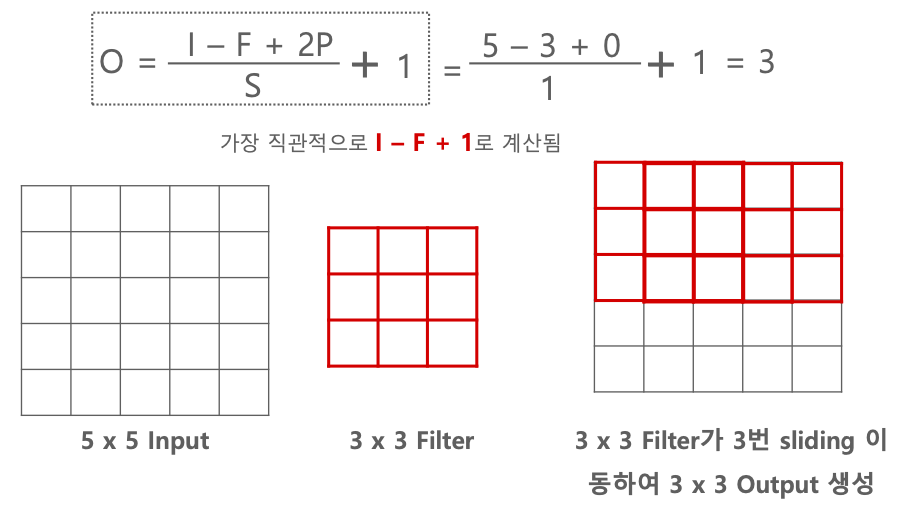 O = I – F + 2P / S + 1 = 5 – 3 + 0 / 1 + 1 = 3
가장 직관적으로 I – F + 1로 계산됨
5 x 5 Input
3 x 3 Filter
3 x 3 Filter가 3번 sliding 이
동하여 3 x 3 Output 생성